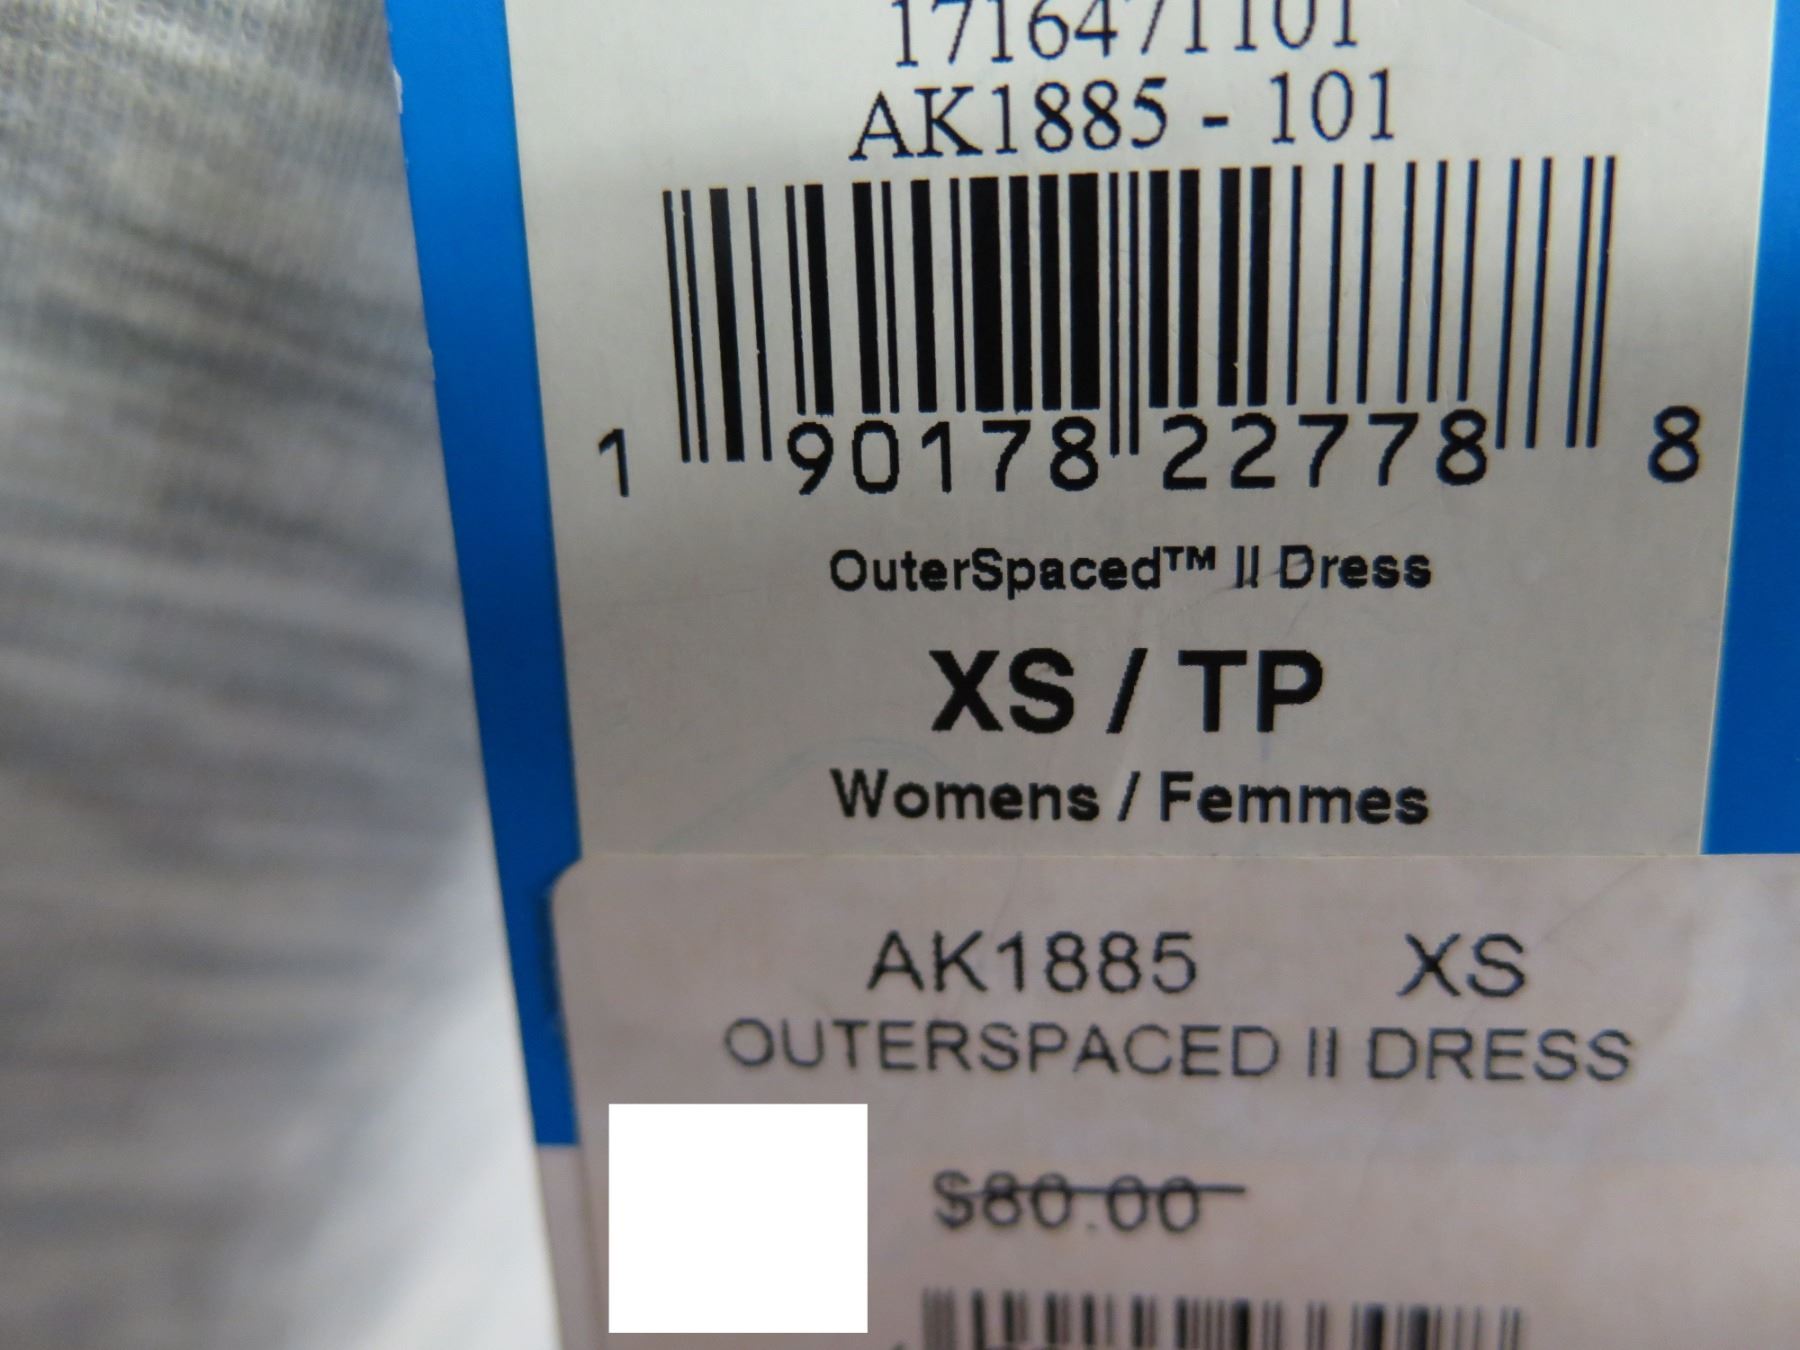 1716471101
AK1885 - 101
1 90178 22778 8
OuterSpaced™ II Dress
XS / TP
Womens / Femmes
AK1885 XS
OUTERSPACED II DRESS
$80.00